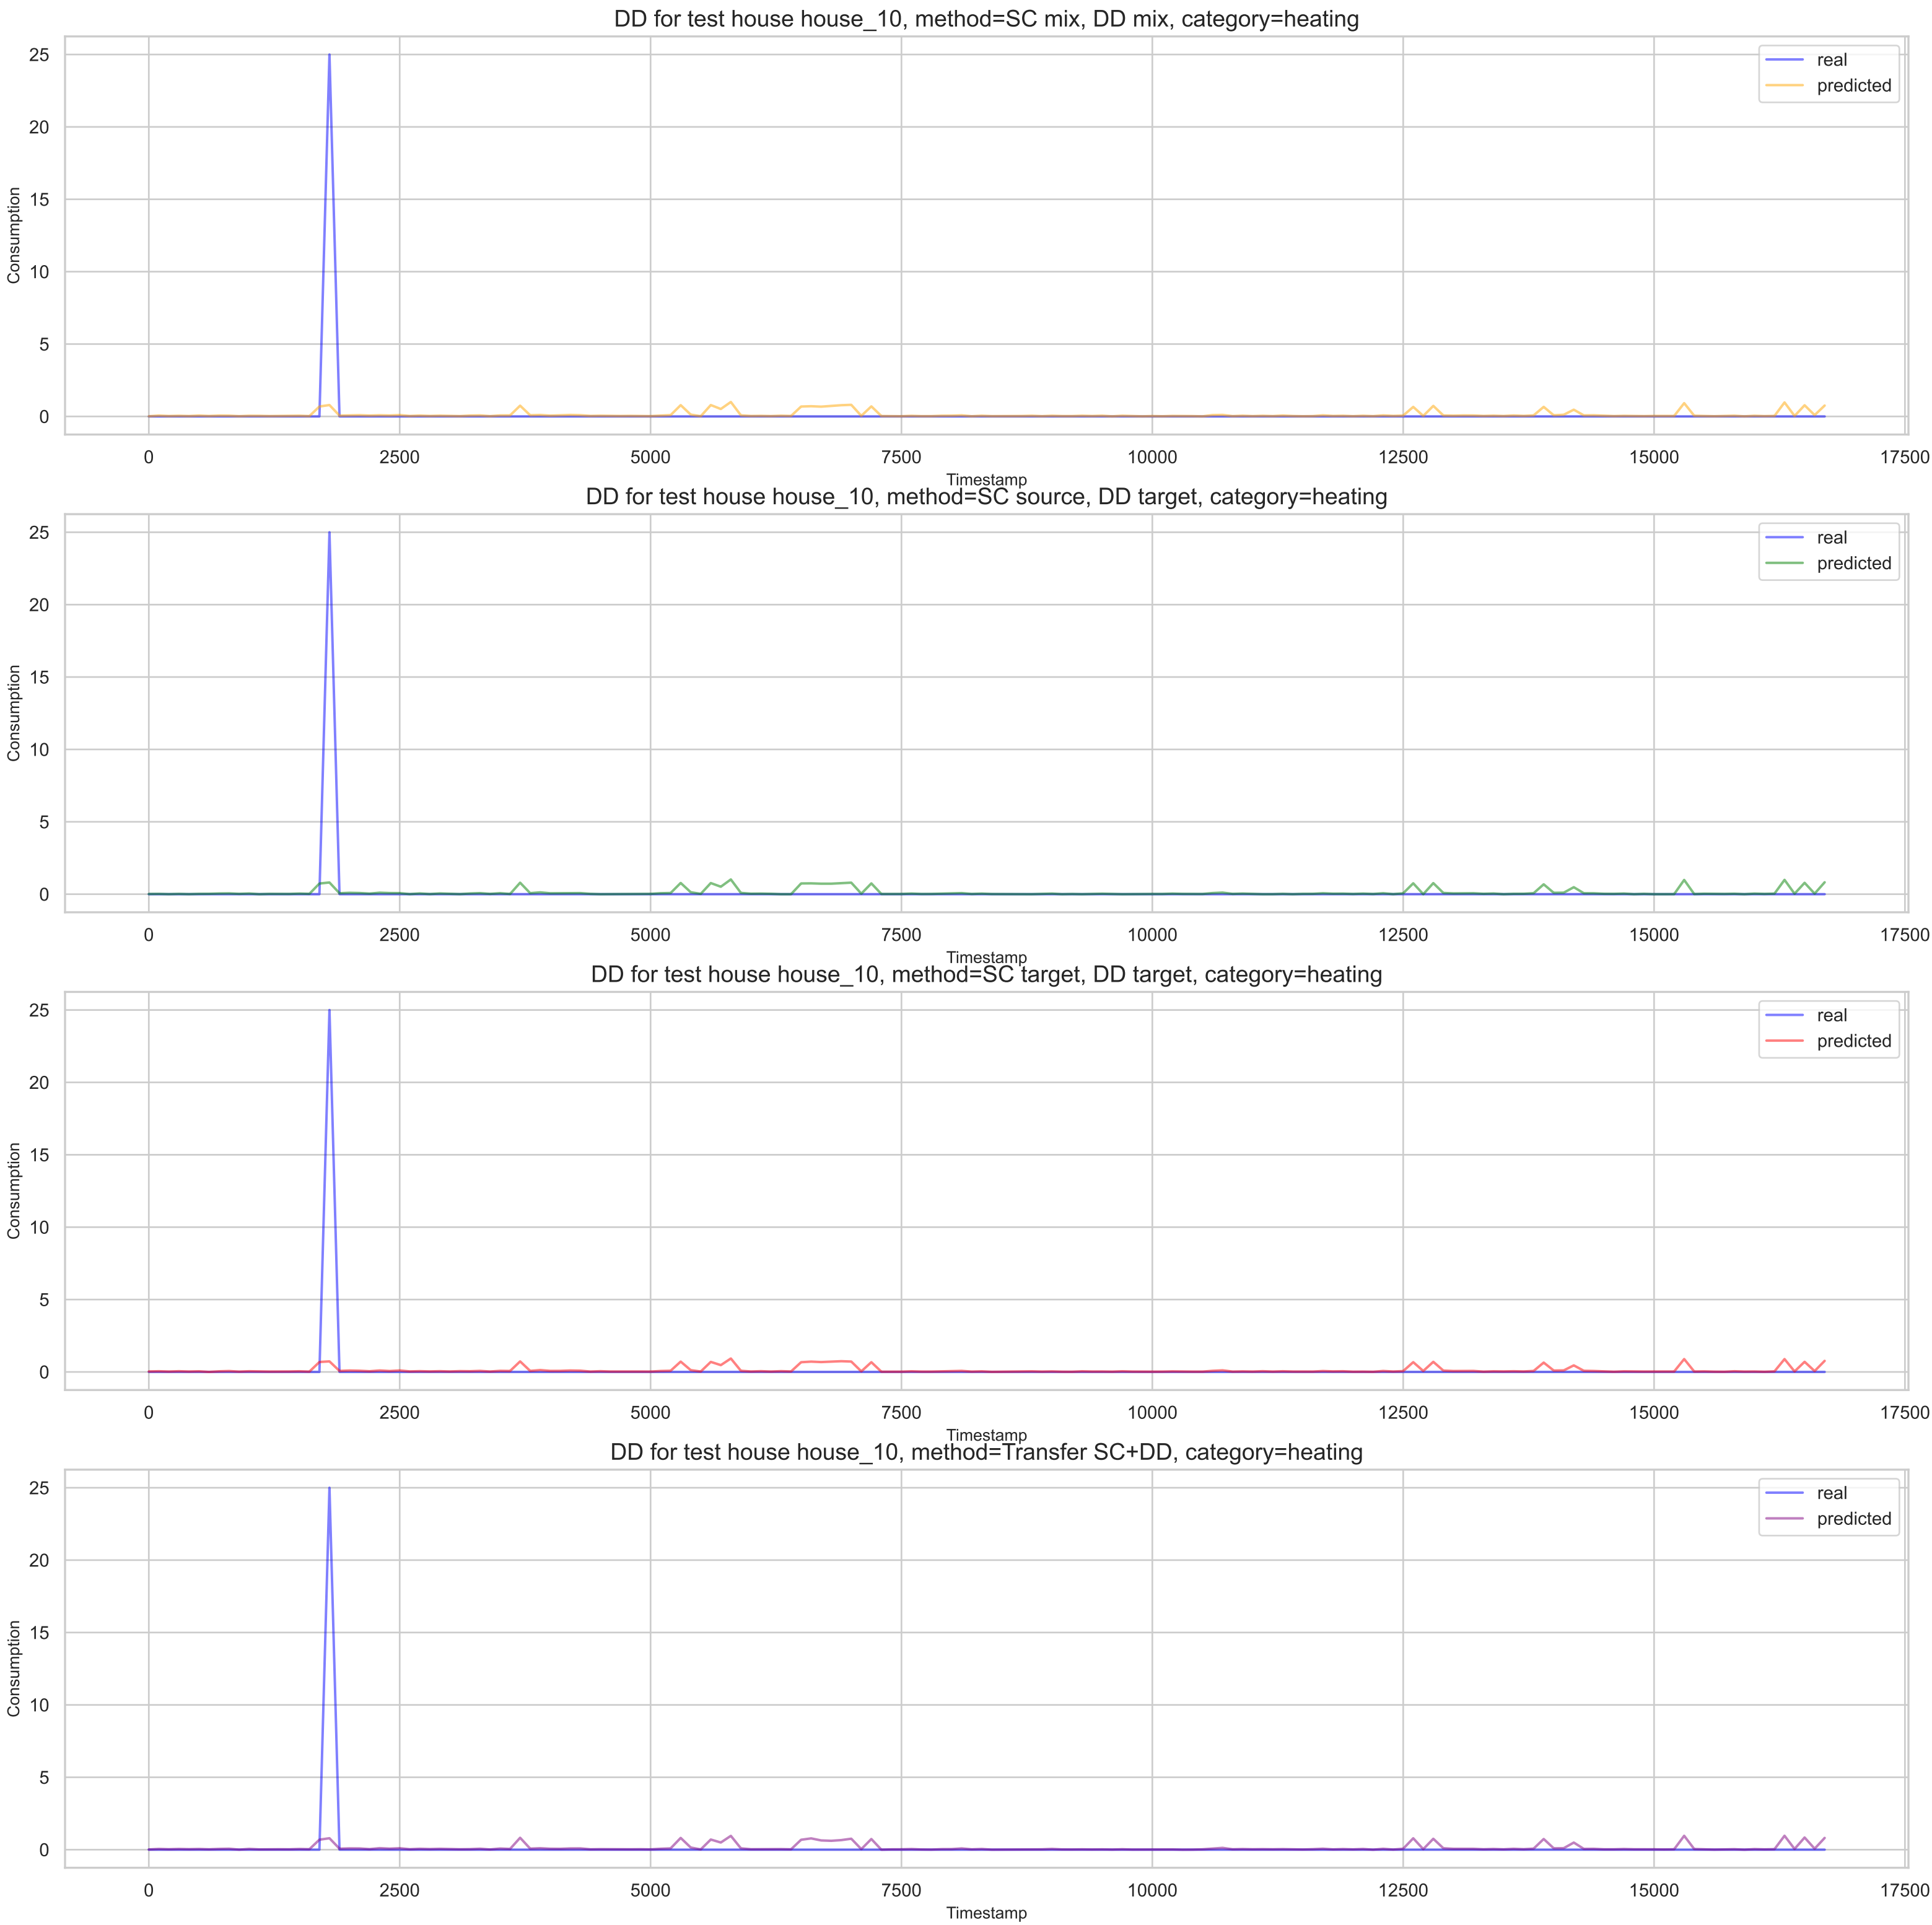 DD for test house house_10, method=SC mix, DD mix, category=heating
real
predicted
25
20
15
10
5
0
Consumption
0 2500 5000 7500 10000 12500 15000 17500
Timestamp
DD for test house house_10, method=SC source, DD target, category=heating
real
predicted
25
20
15
10
5
0
Consumption
0 2500 5000 7500 10000 12500 15000 17500
Timestamp
DD for test house house_10, method=SC target, DD target, category=heating
real
predicted
25
20
15
10
5
0
Consumption
0 2500 5000 7500 10000 12500 15000 17500
Timestamp
DD for test house house_10, method=Transfer SC+DD, category=heating
real
predicted
25
20
15
10
5
0
Consumption
0 2500 5000 7500 10000 12500 15000 17500
Timestamp